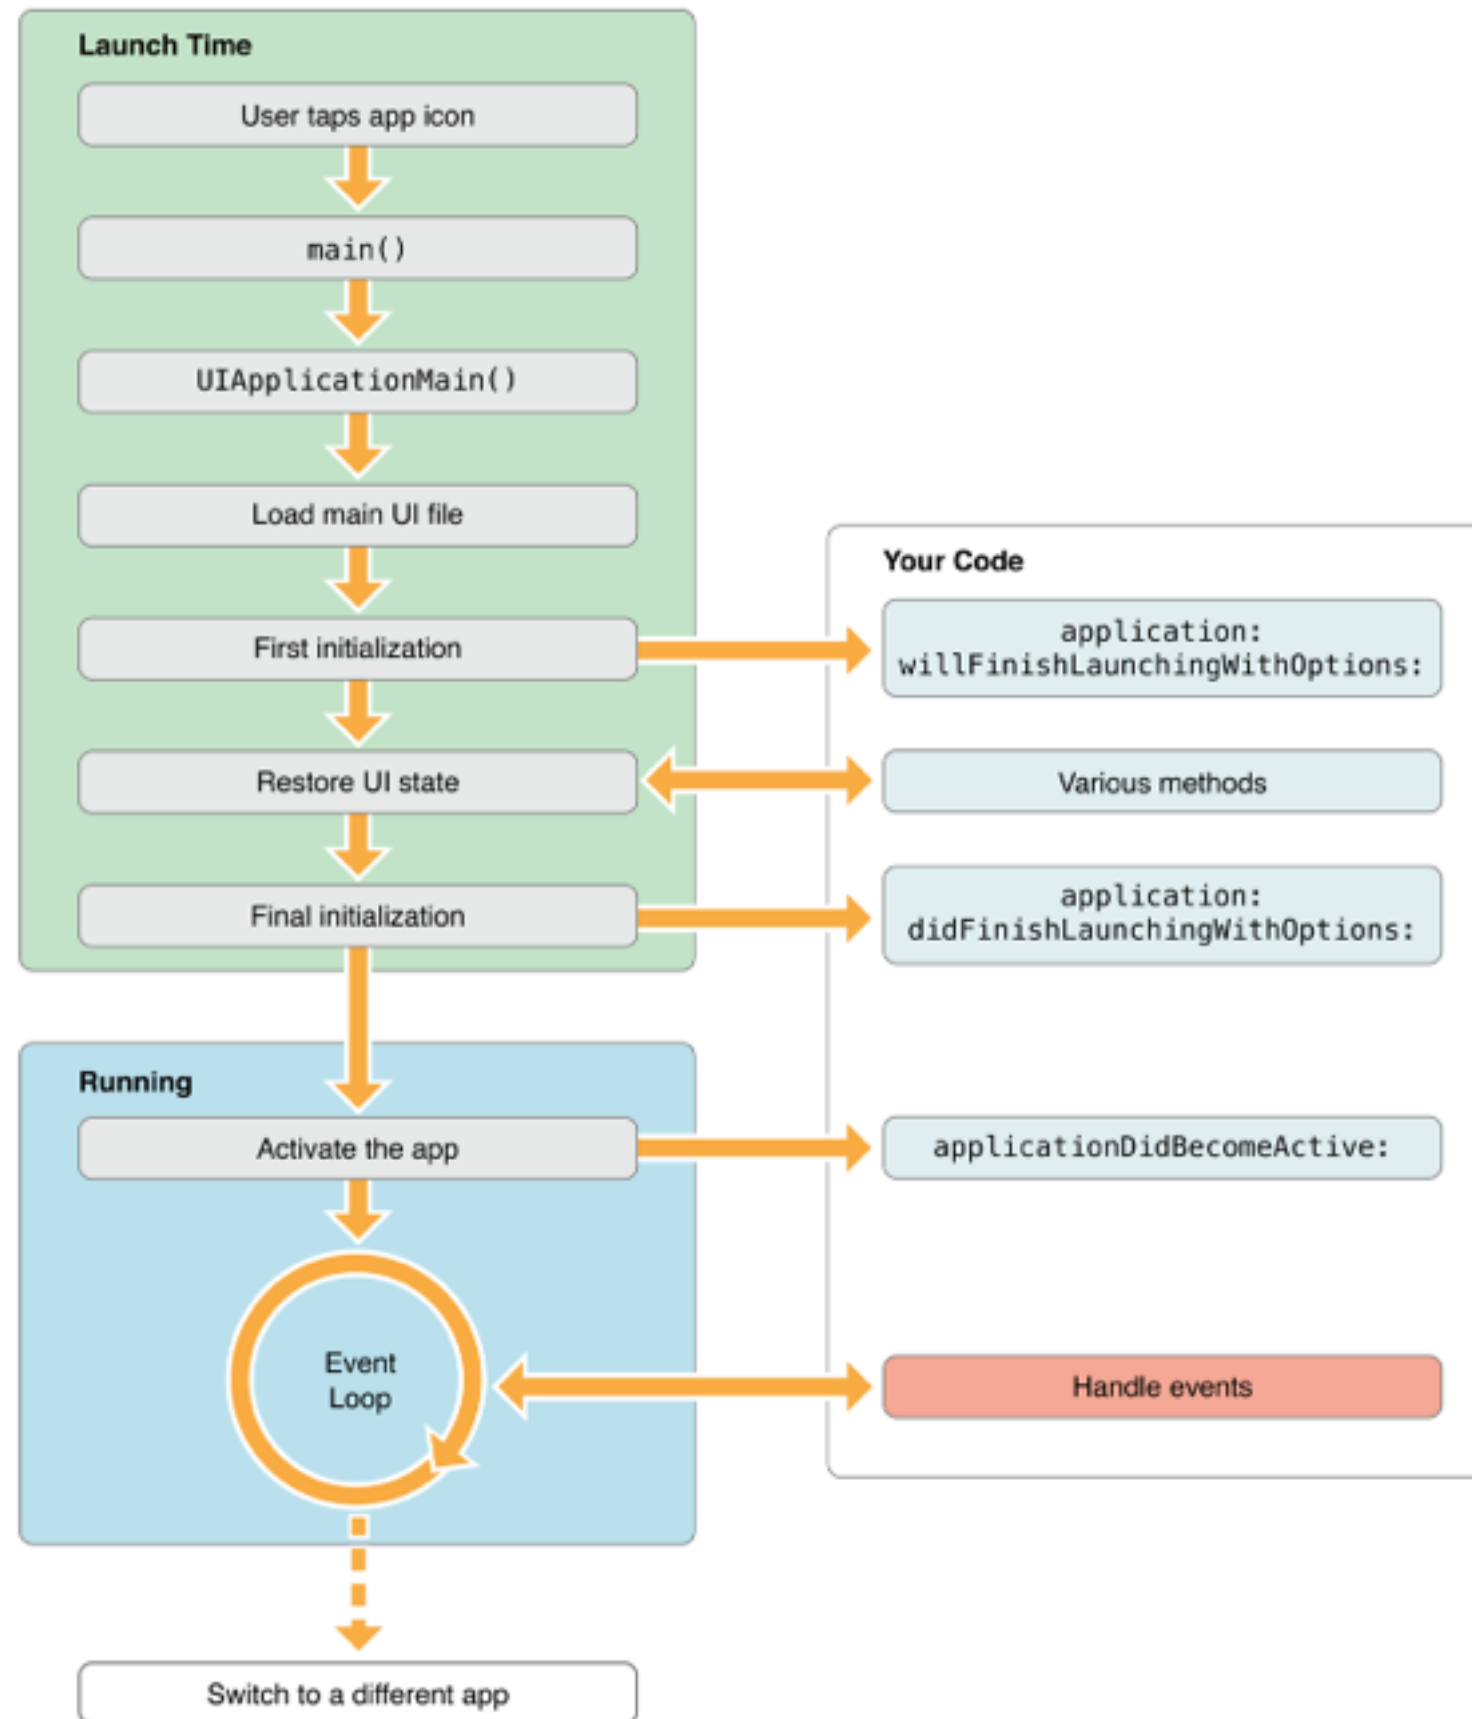 Launch Time
User taps app icon
main()
UIApplicationMain()
Load main UI file
First initialization
Restore UI state
Final initialization
Your Code
application:
willFinishLaunchingWithOptions:
Various methods
application:
didFinishLaunchingWithOptions:
Running
Activate the app
applicationDidBecomeActive:
Event
Loop
Handle events
Switch to a different app